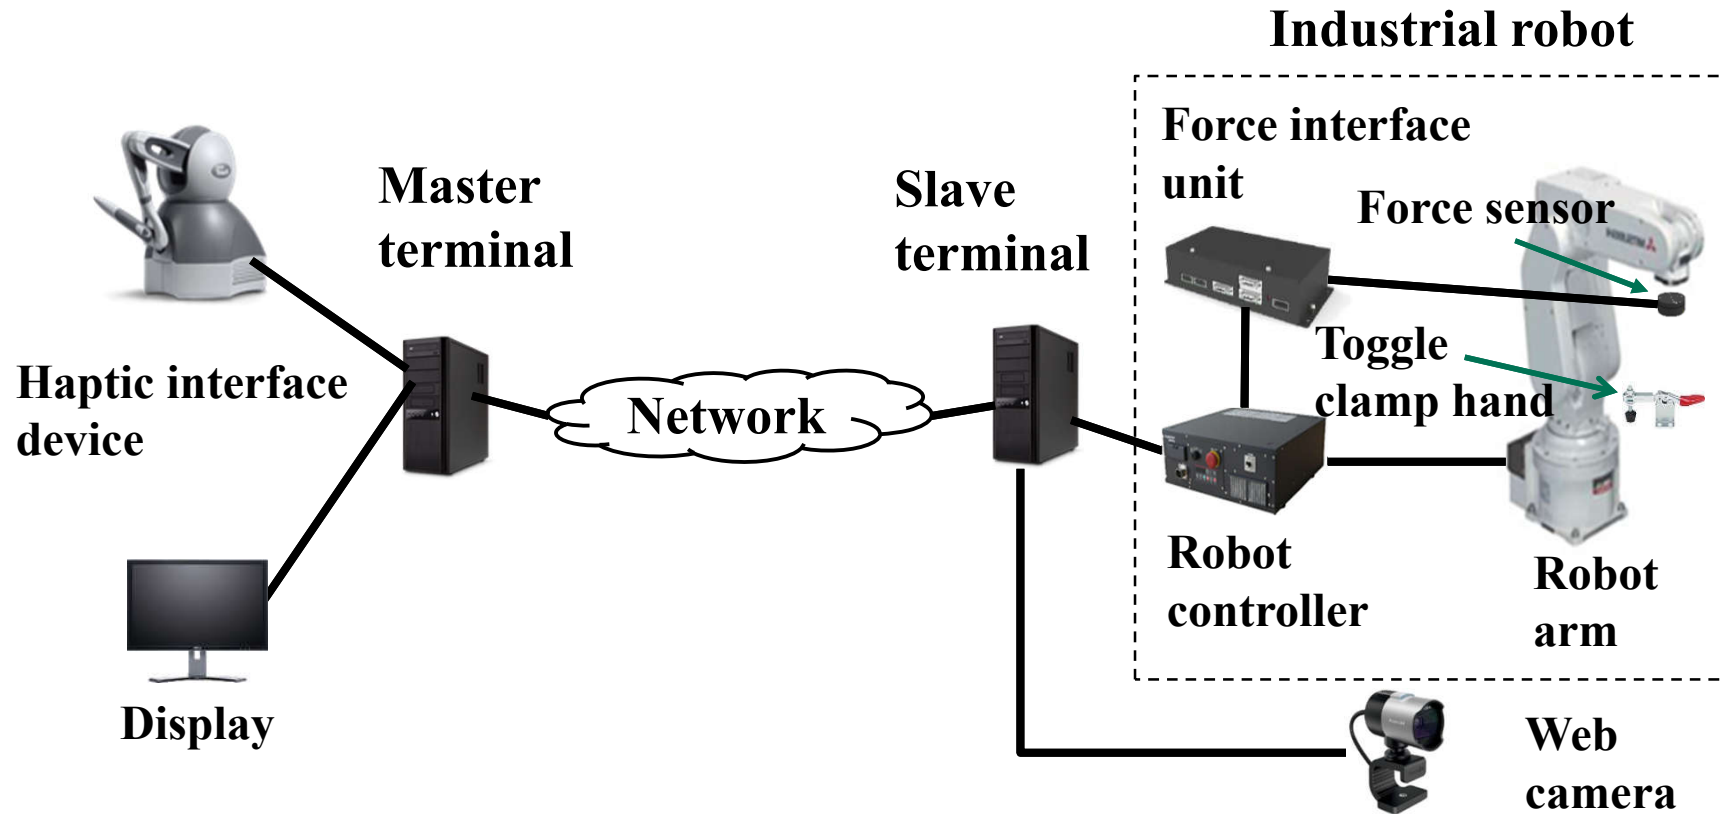 Industrial robot
Force interface
unit
Master
terminal
Slave
terminal
Force sensor
Toggle
clamp hand
Haptic interface
device
Network
Robot
controller
Robot
arm
Display
Web
camera